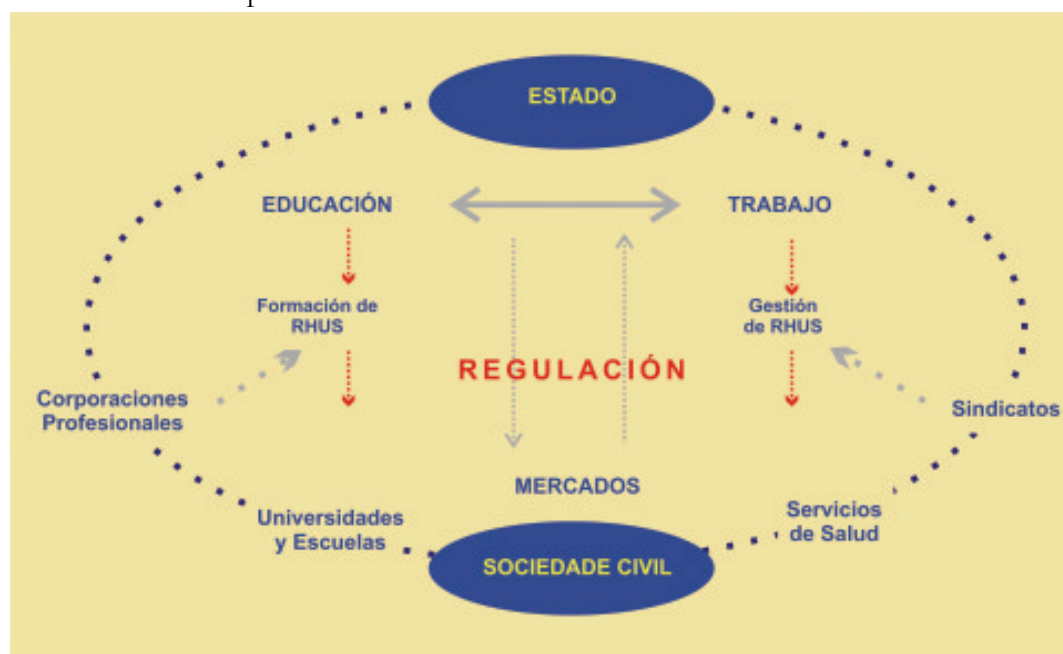 ESTADO
EDUCACIÓN
TRABAJO
Formación de
RHUS
Gestión
de RHUS
REGULACIÓN
Corporaciones
Profesionales
Sindicatos
MERCADOS
Universidades
y Escuelas
Servicios
de Salud
SOCIEDADE CIVIL